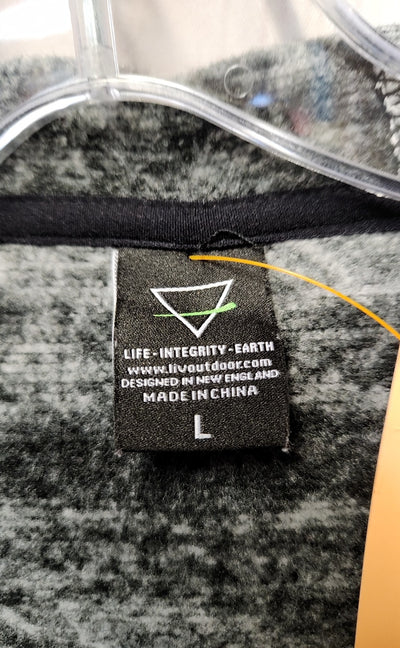 LIFE - INTEGRITY - EARTH
www.livoutdoor.com
DESIGNED IN NEW ENGLAND
MADE IN CHINA
L